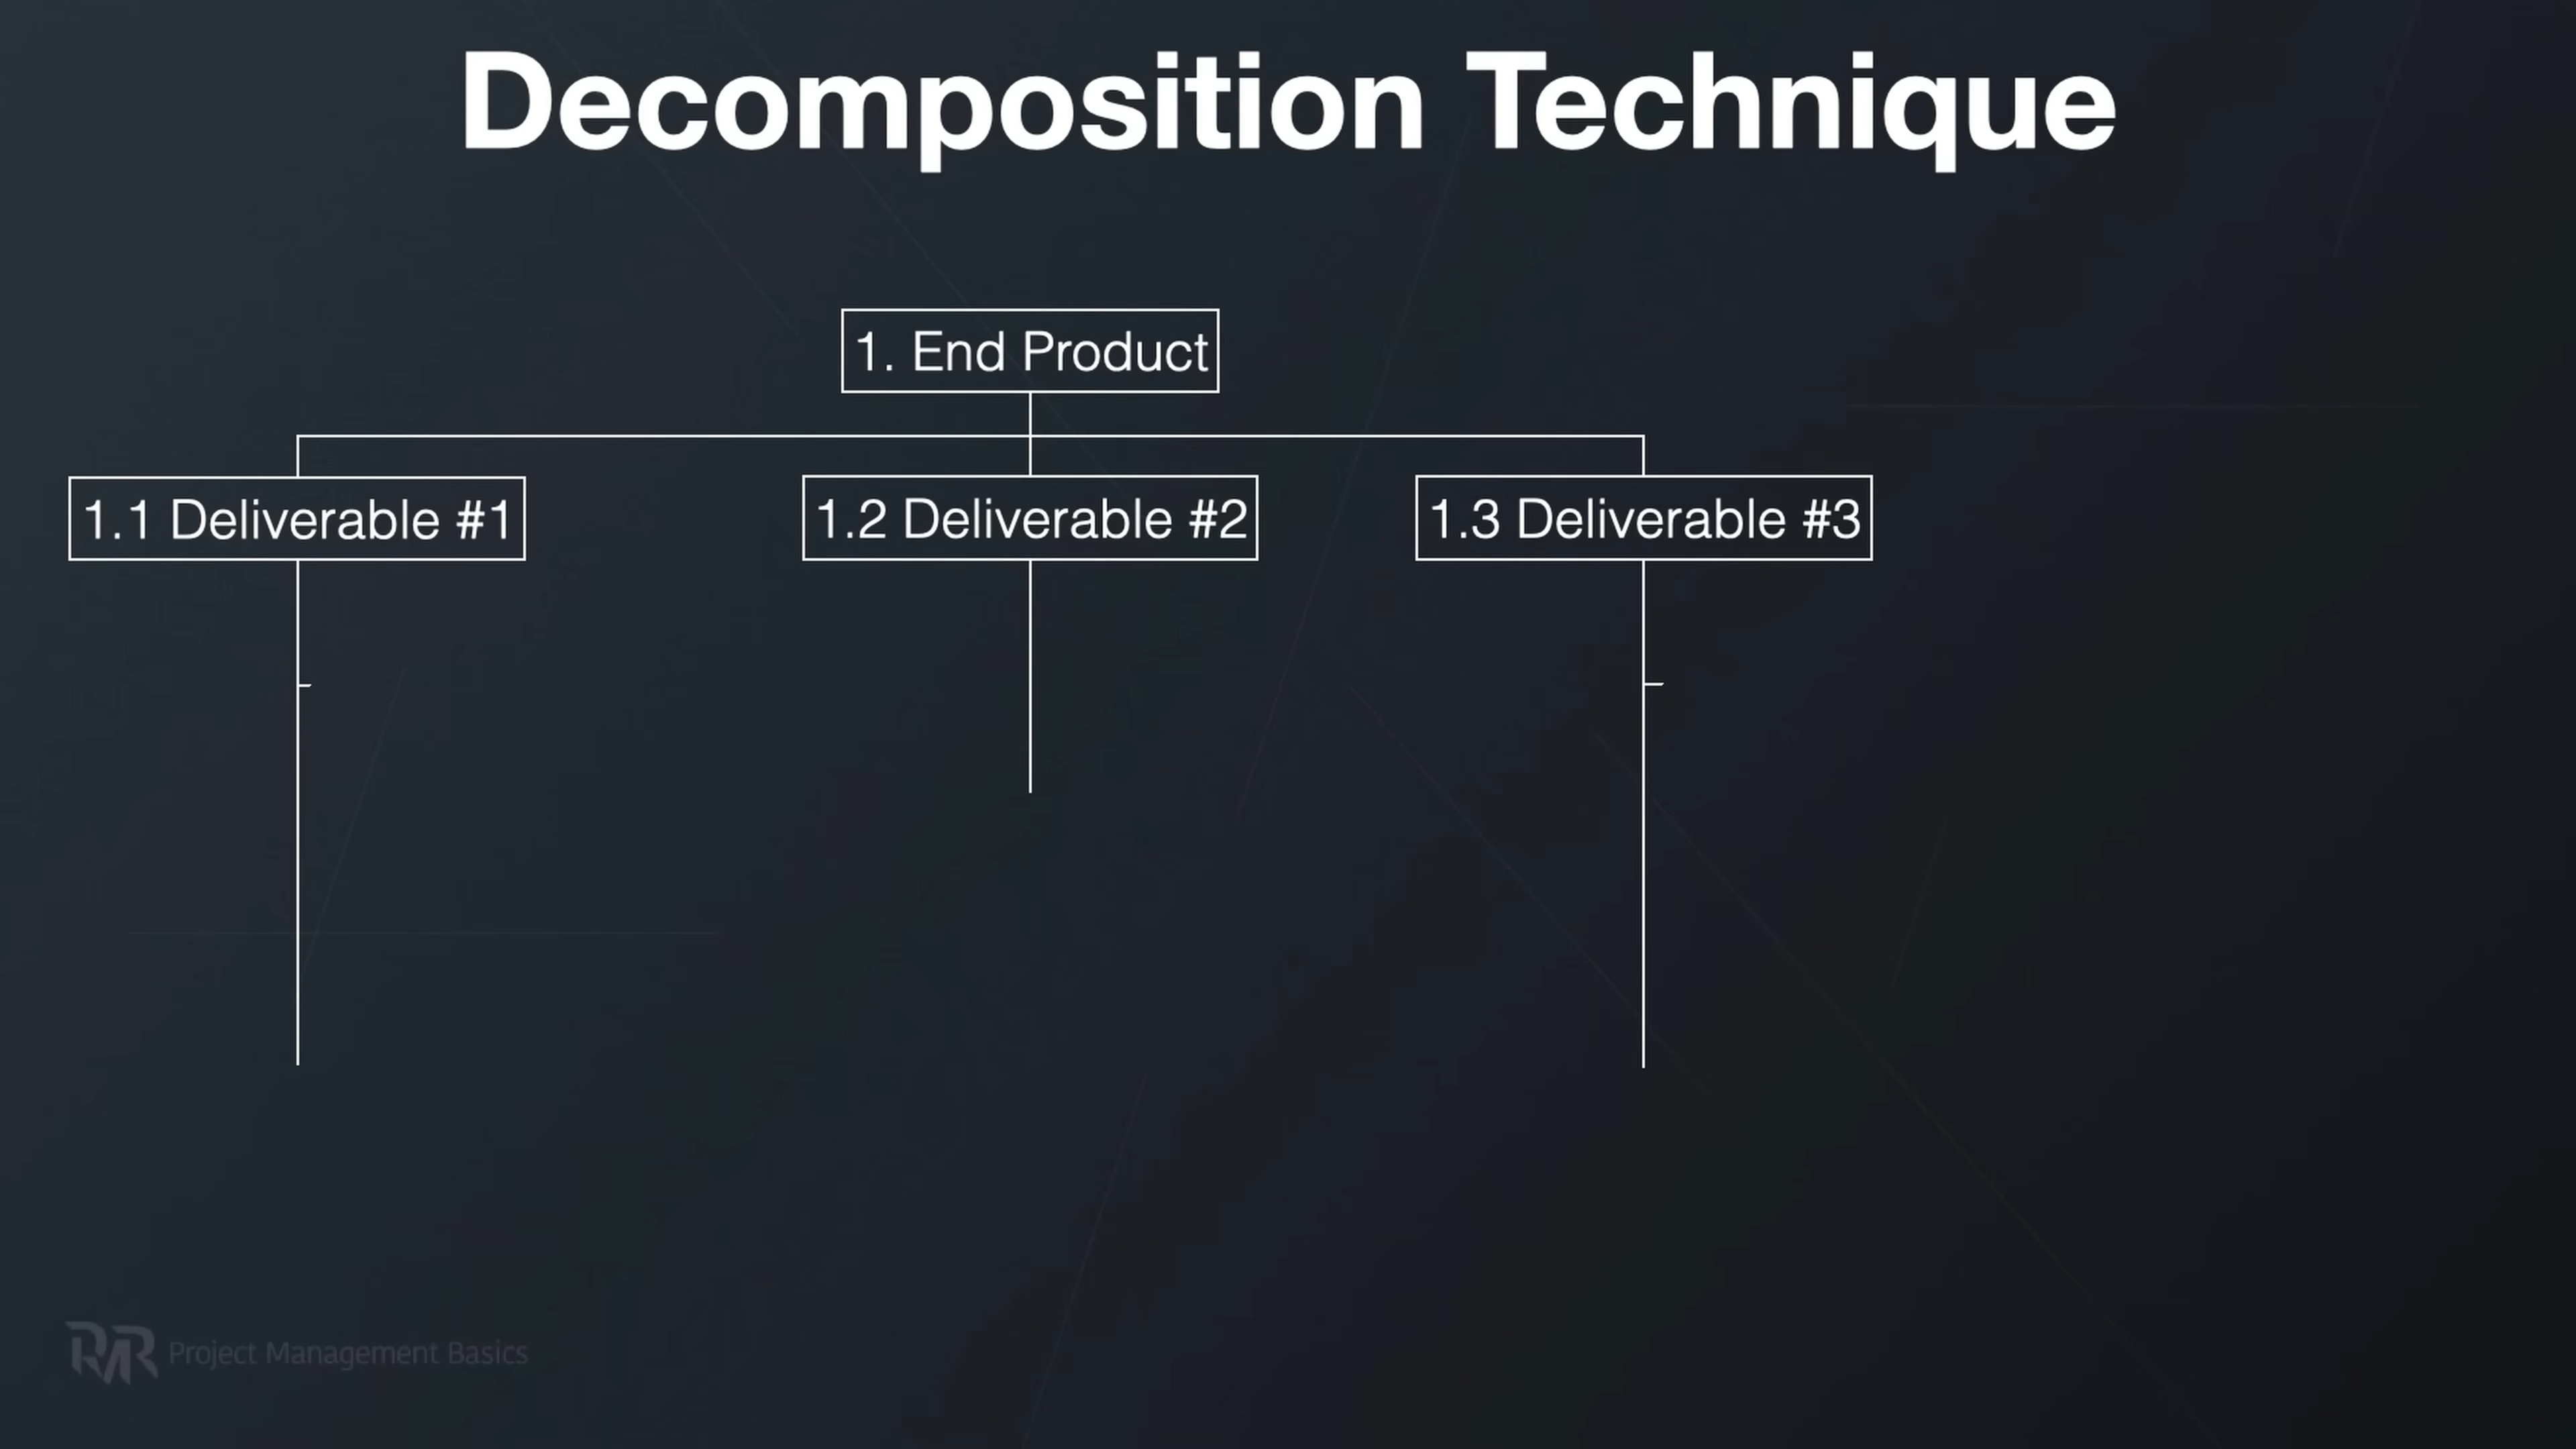 Decomposition Technique
1. End Product
1.1 Deliverable #1
1.2 Deliverable #2
1.3 Deliverable #3
Project Management Basics